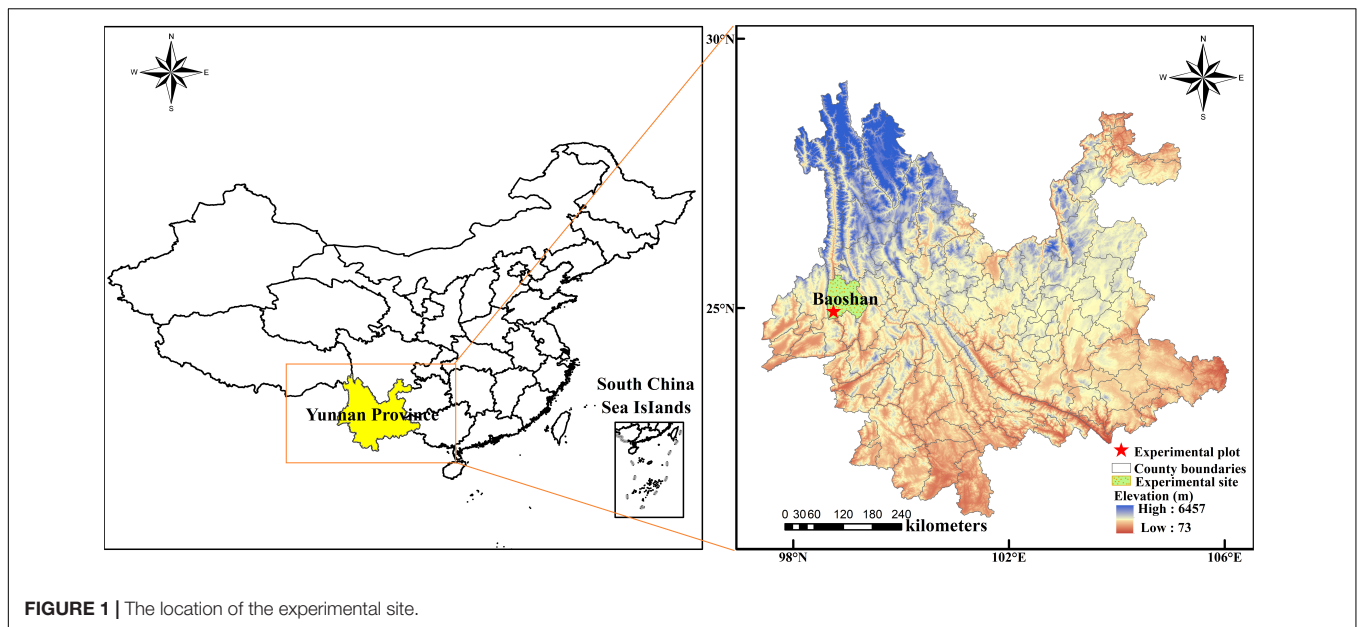 N
W E
S
South China
Sea Islands
Yunnan Province
30°N
25°N
N
W E
S
Baoshan
Experimental plot
County boundaries
Experimental site
Elevation (m)
High : 6457
Low : 73
0 30 60 120 180 240
kilometers
98°N 102°E 106°E
FIGURE 1 | The location of the experimental site.